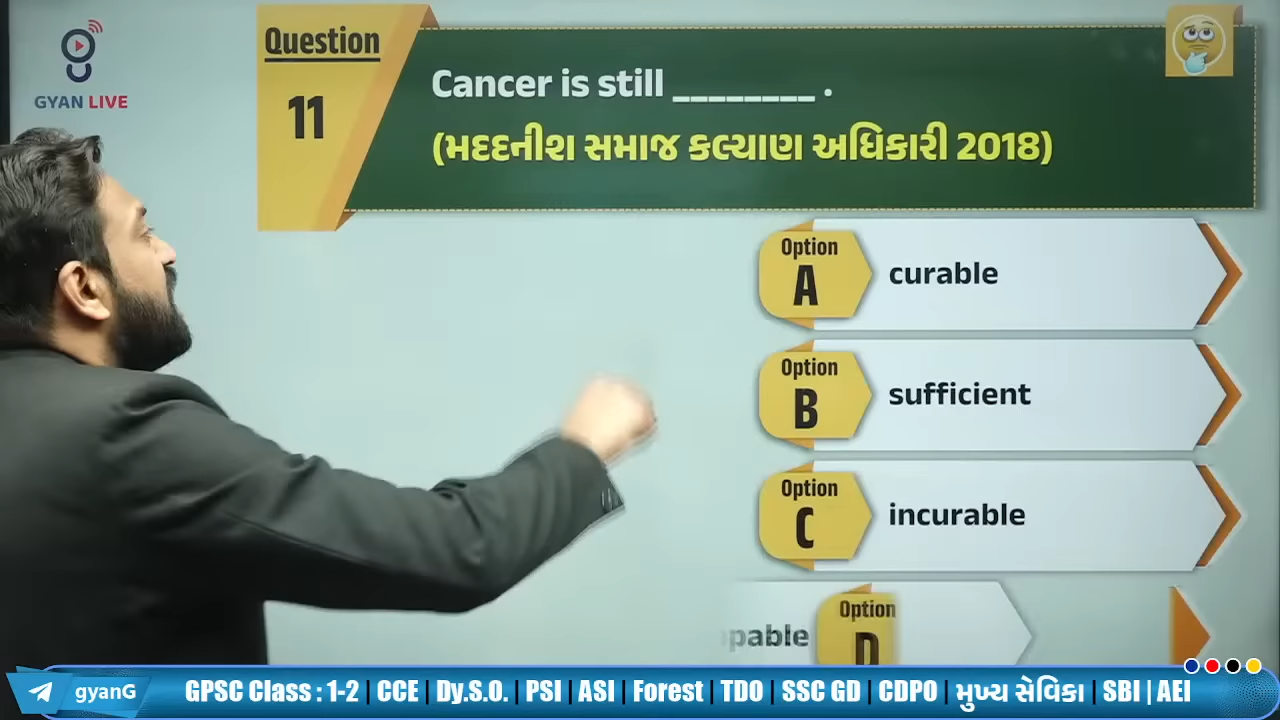 GYAN LIVE
Question
11
Cancer is still ________ .
(મદદનીશ સમાજ કલ્યાણ અધિકારી 2018)
Option
A
curable
Option
B
sufficient
Option
C
incurable
Option
D
gyanG
GPSC Class : 1-2 | CCE | Dy.S.O. | PSI | ASI | Forest | TDO | SSC GD | CDPO | મુખ્ય સેવિકા | SBI | AEI